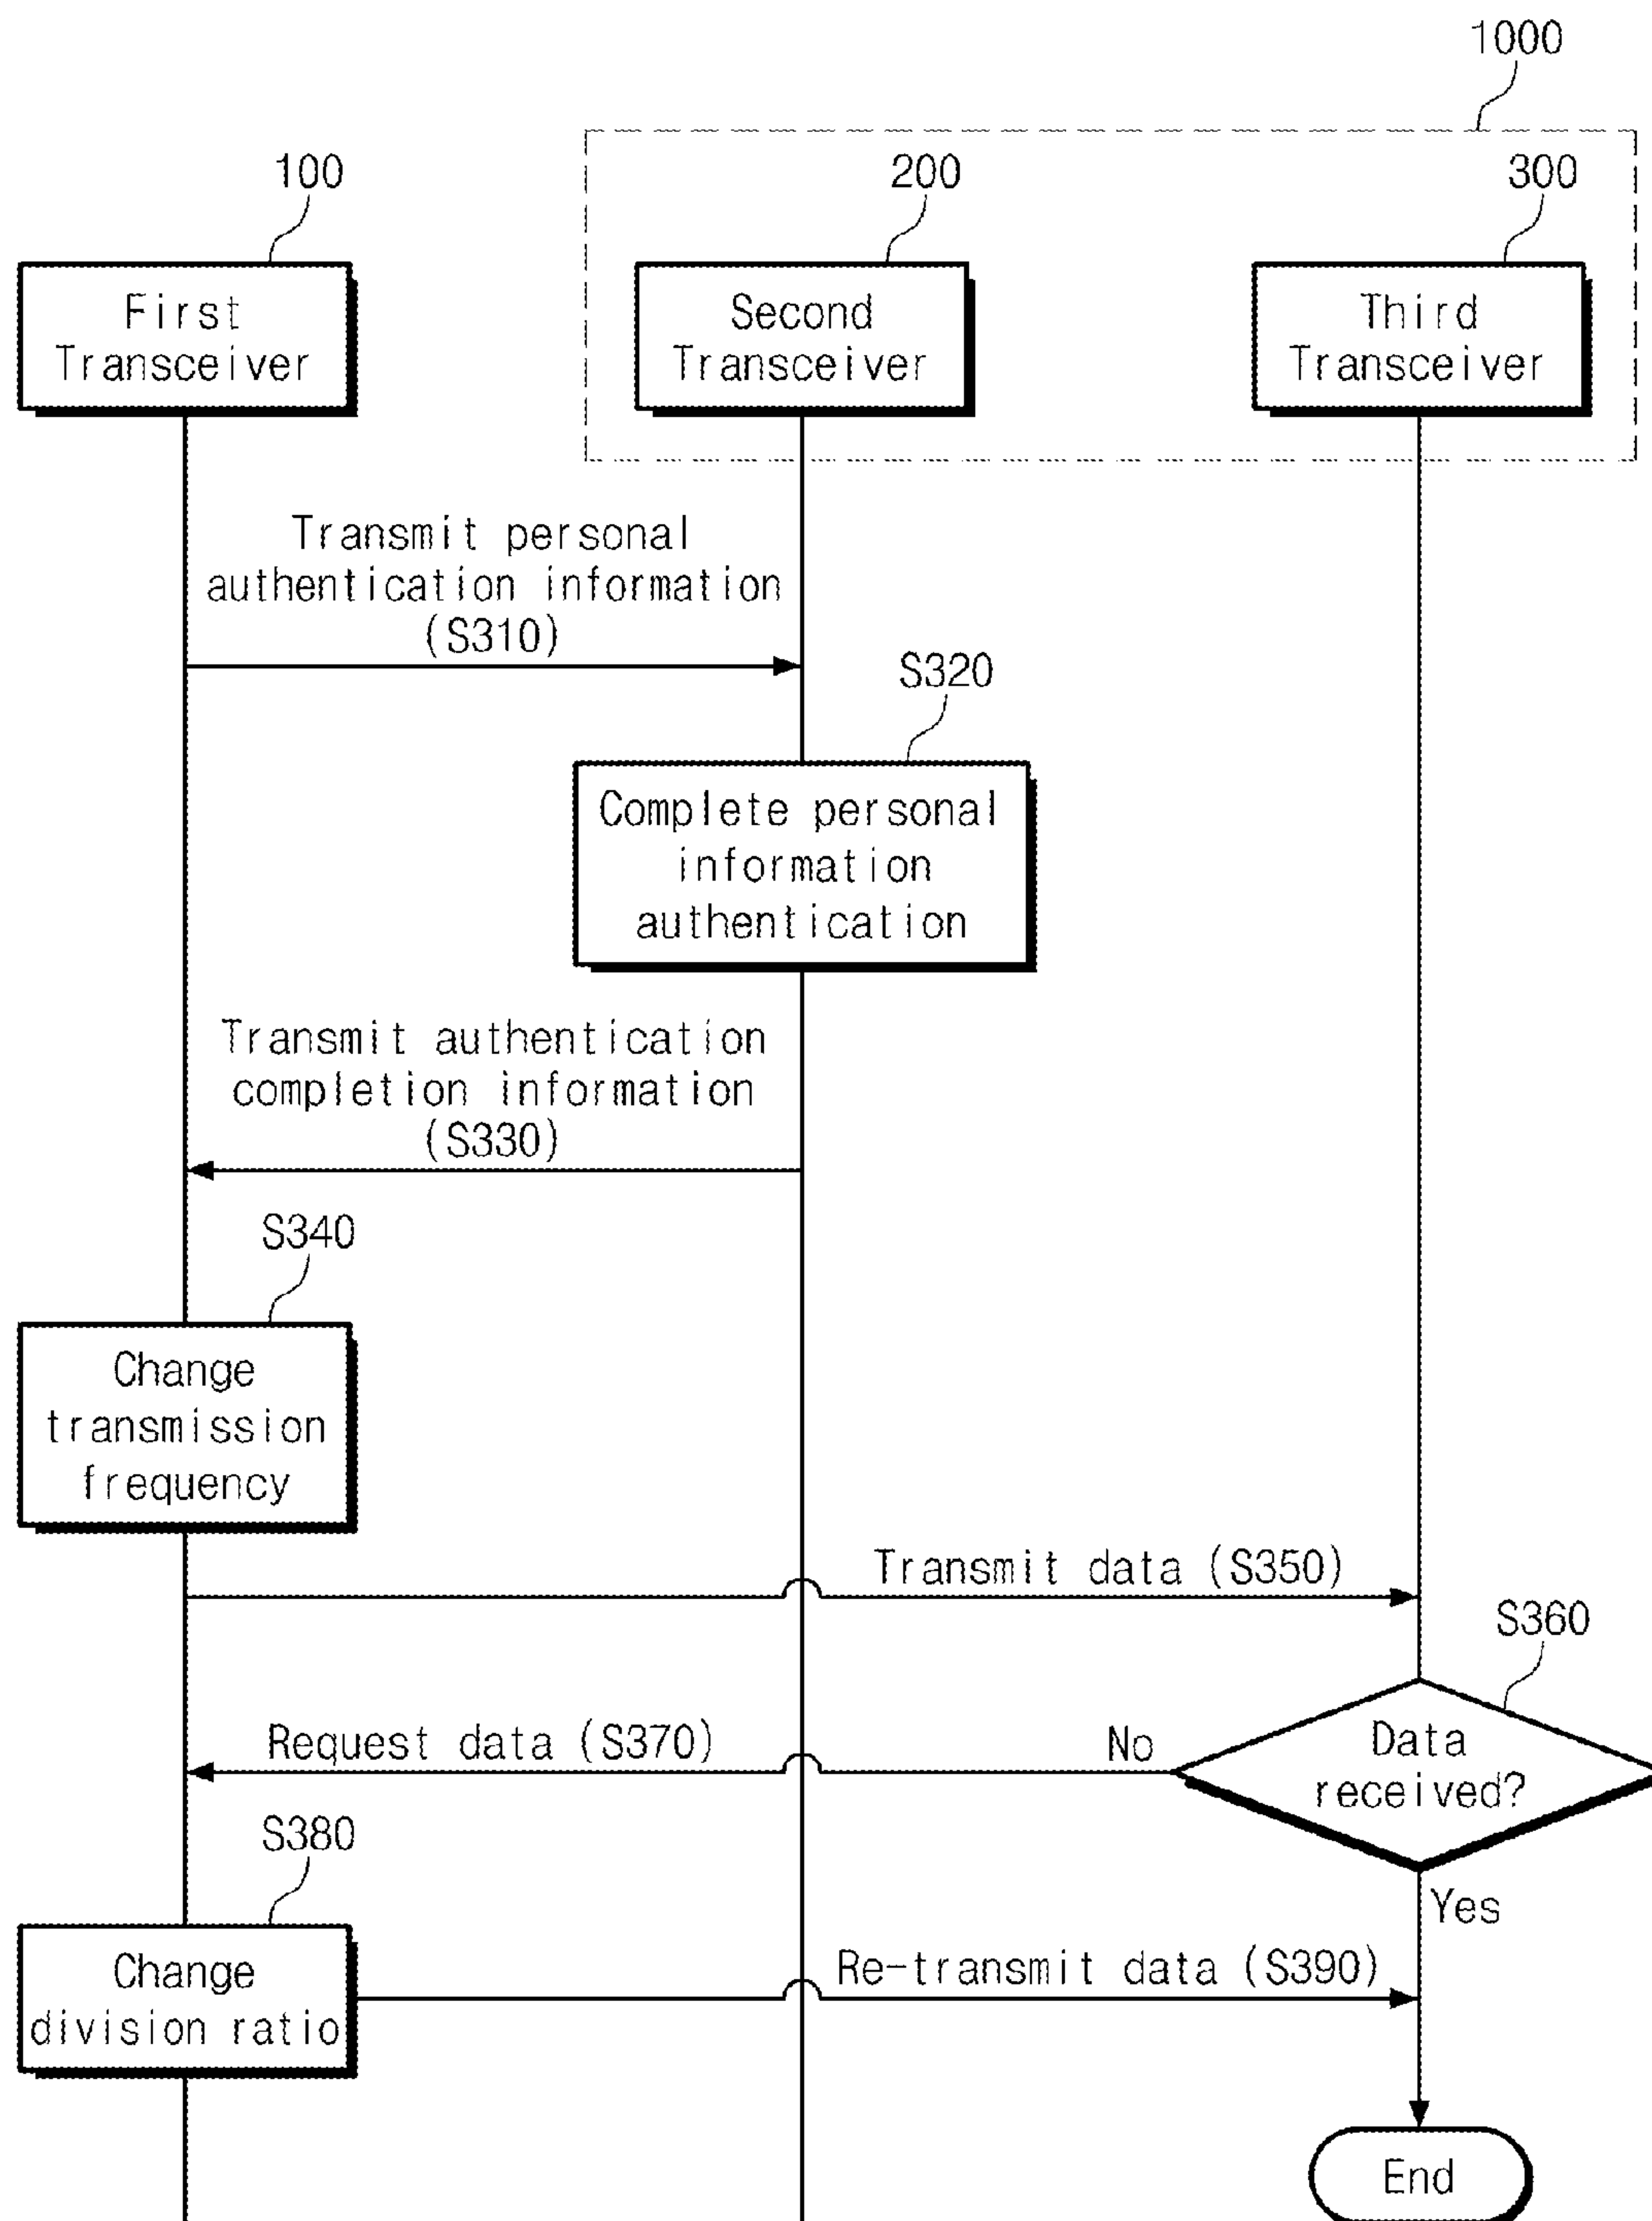 1000
100
200
300
First
Transceiver
Second
Transceiver
Third
Transceiver
Transmit personal
authentication information
(S310)
S320
Complete personal
information
authentication
Transmit authentication
completion information
(S330)
S340
Change
transmission
frequency
Transmit data (S350)
S360
Request data (S370)
No
Data
received?
S380
Yes
Change
division ratio
Re-transmit data (S390)
End